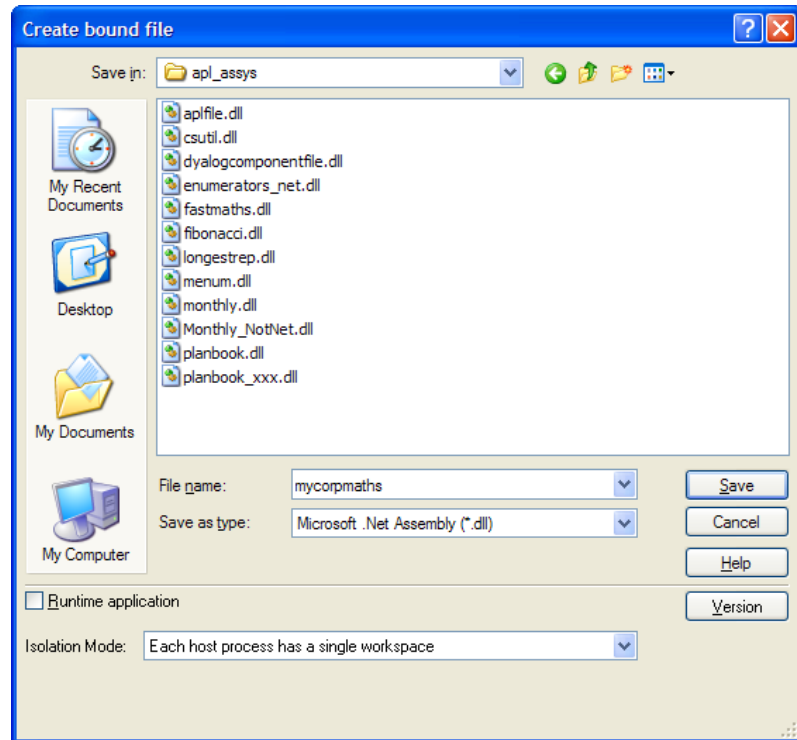 Create bound file
Save in: apl_assys
My Recent Documents
Desktop
My Documents
My Computer
aplfile.dll
csutil.dll
dyalogcomponentfile.dll
enumerators_net.dll
fastmaths.dll
fibonacci.dll
longestrep.dll
menum.dll
monthly.dll
Monthly_NotNet.dll
planbook.dll
planbook_xxx.dll
File name: mycorpmaths Save
Save as type: Microsoft .Net Assembly (*.dll) Cancel
Help
Runtime application Version
Isolation Mode: Each host process has a single workspace